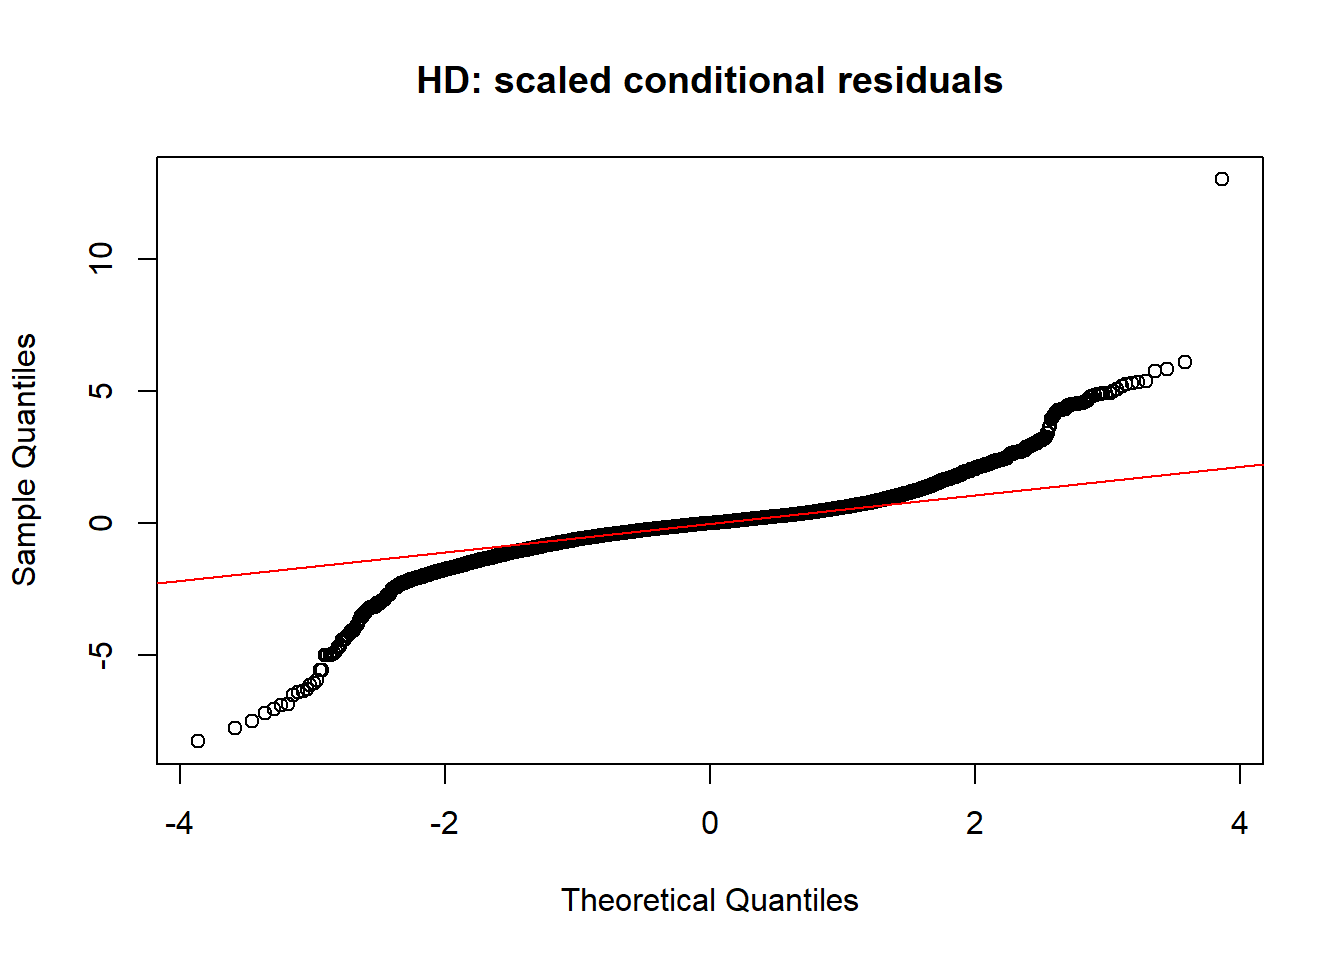 HD: scaled conditional residuals
10
5
0
-5
Sample Quantiles
-4 -2 0 2 4
Theoretical Quantiles